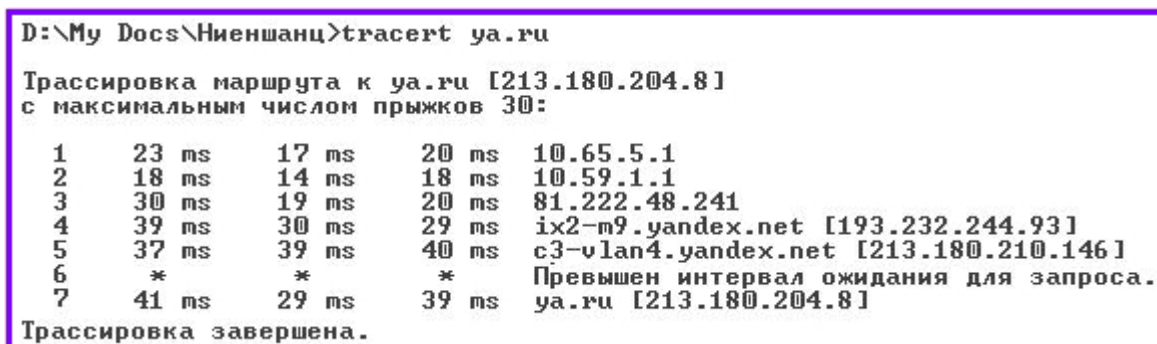 D:\My Docs\Ниеншанц>tracert ya.ru
Трассировка маршрута к ya.ru [213.180.204.8]
с максимальным числом прыжков 30:
1 23 ms 17 ms 20 ms 10.65.5.1
2 18 ms 14 ms 18 ms 10.59.1.1
3 30 ms 19 ms 20 ms 81.222.48.241
4 39 ms 30 ms 29 ms ix2-m9.yandex.net [193.232.244.93]
5 37 ms 39 ms 40 ms c3-vlan4.yandex.net [213.180.210.146]
6 * * * Превышен интервал ожидания для запроса.
7 41 ms 29 ms 39 ms ya.ru [213.180.204.8]
Трассировка завершена.